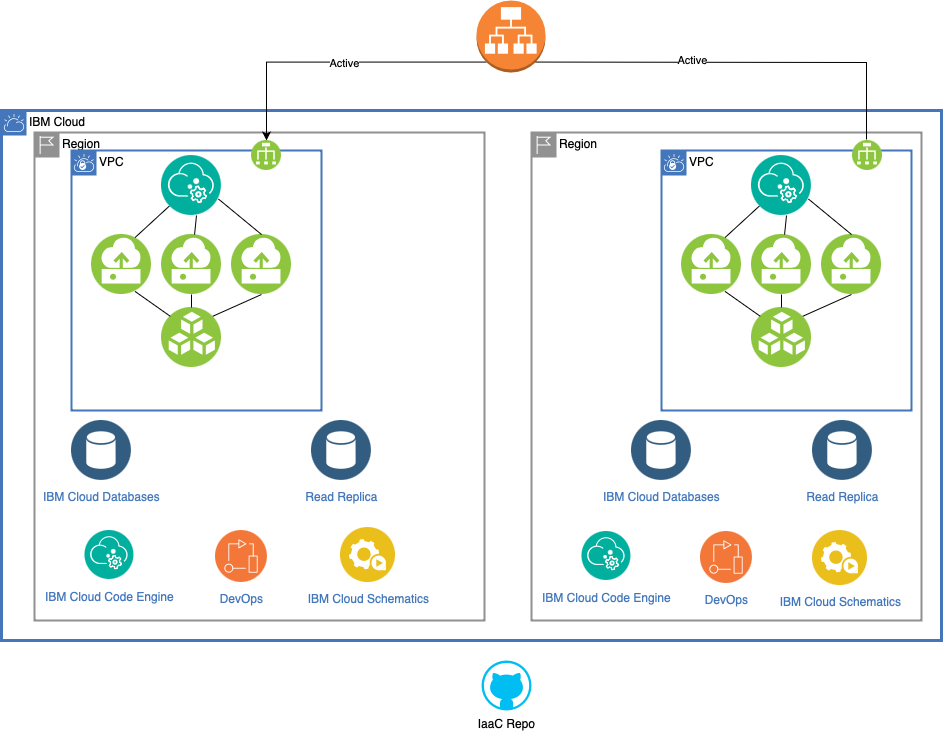 Active
Active
IBM Cloud
Region
VPC
IBM Cloud Databases
Read Replica
IBM Cloud Code Engine
DevOps
IBM Cloud Schematics
Region
VPC
IBM Cloud Databases
Read Replica
IBM Cloud Code Engine
DevOps
IBM Cloud Schematics
IaaC Repo